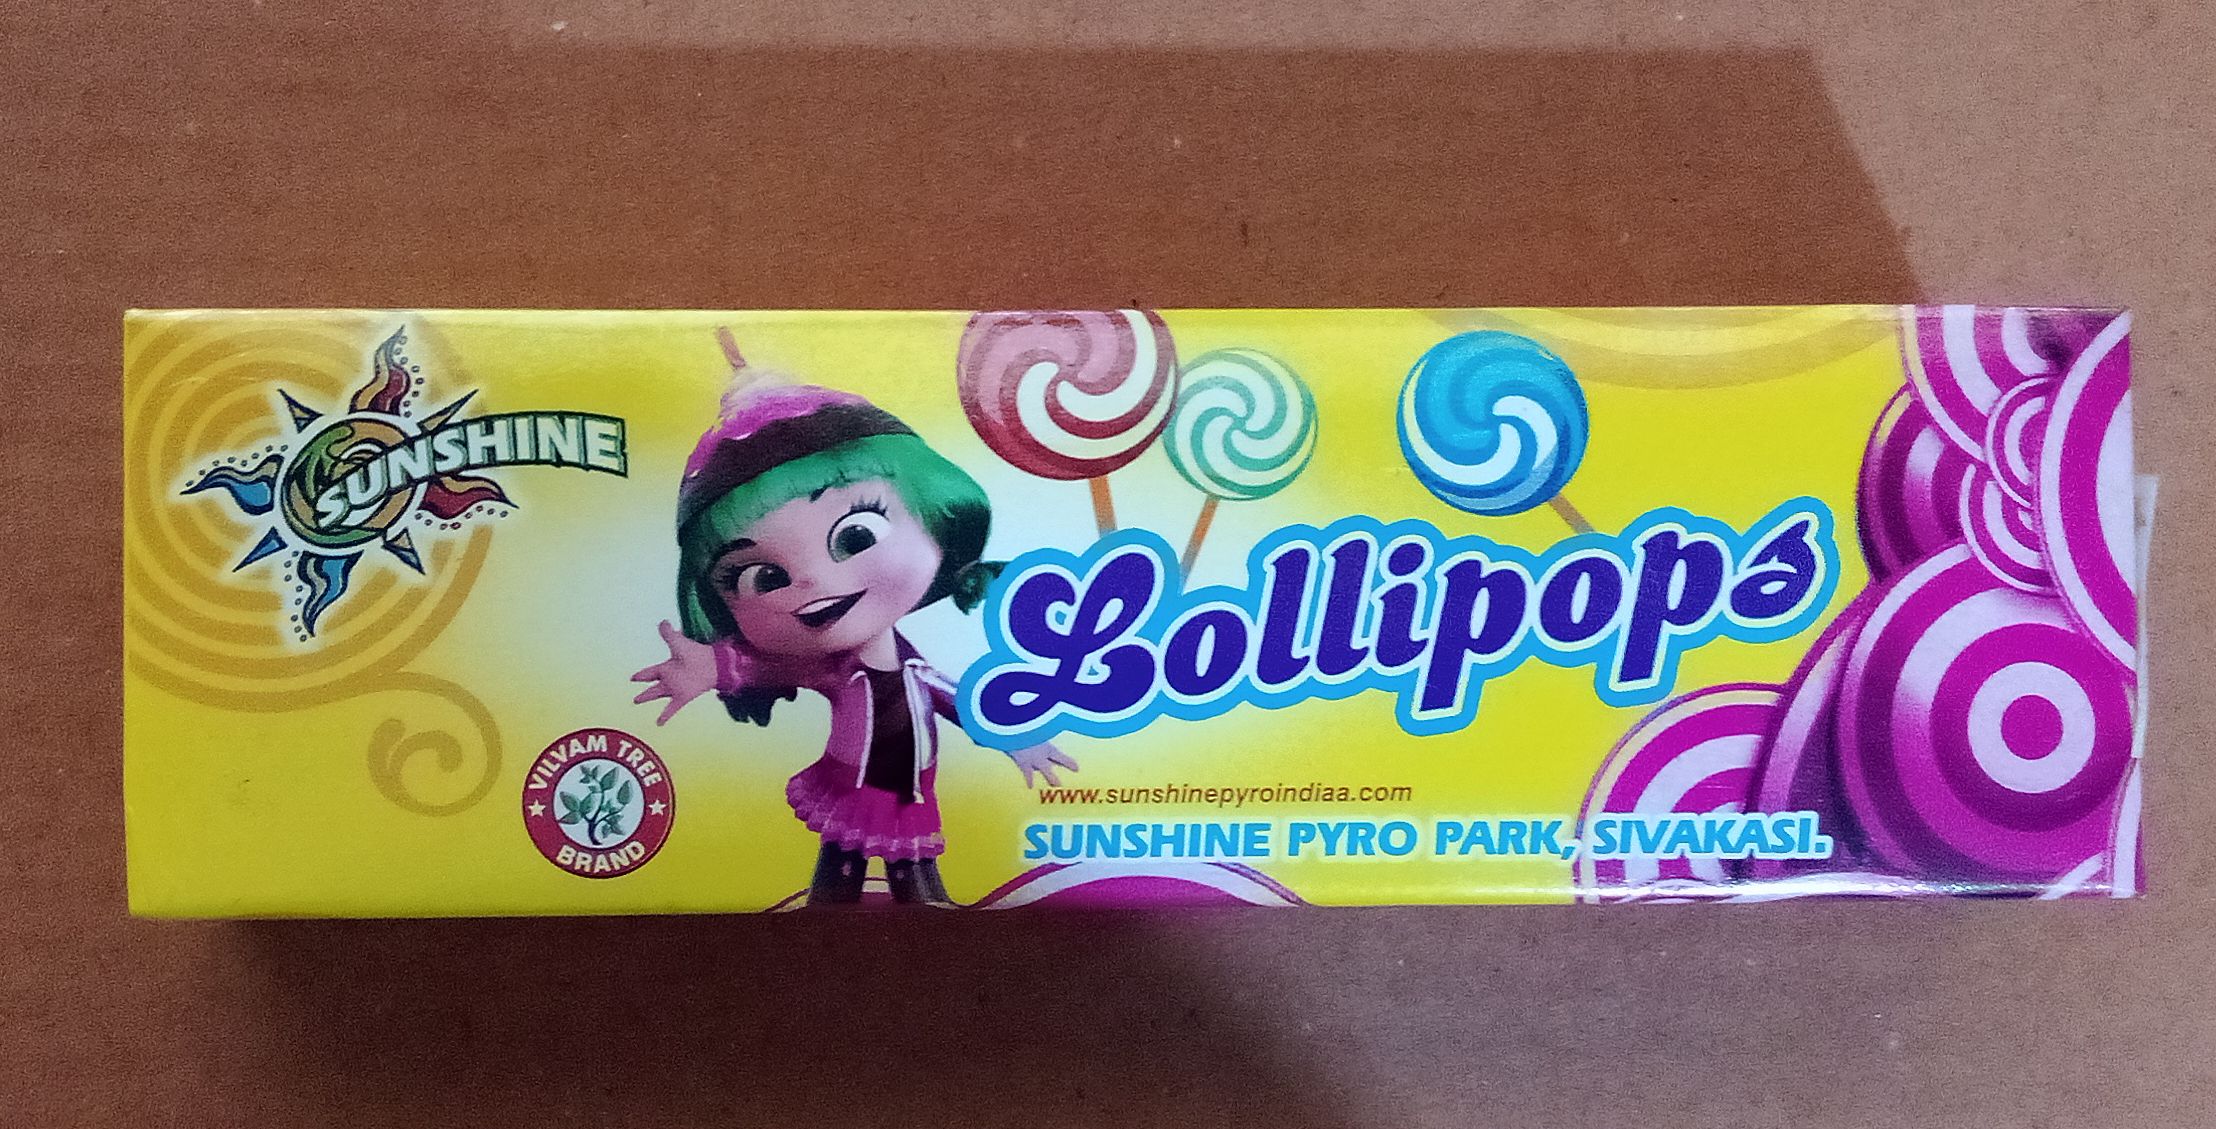 SUNSHINE
Lollipops
VILVAM TREE
BRAND
www.sunshinepyroindiaa.com
SUNSHINE PYRO PARK, SIVAKASI.